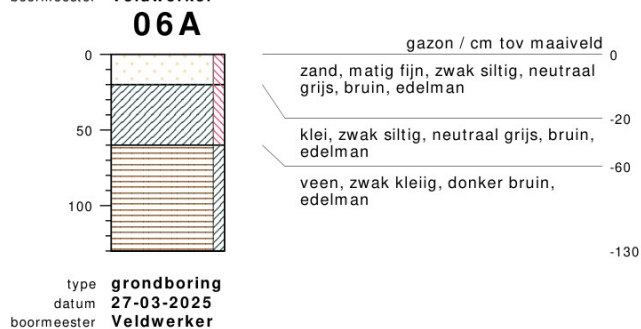 boormeester Veldwerker
06A
gazon / cm tov maaiveld
0
0
zand, matig fijn, zwak siltig, neutraal
grijs, bruin, edelman
-20
50
klei, zwak siltig, neutraal grijs, bruin,
edelman
-60
veen, zwak kleiig, donker bruin,
edelman
100
-130
type grondboring
datum 27-03-2025
boormeester Veldwerker